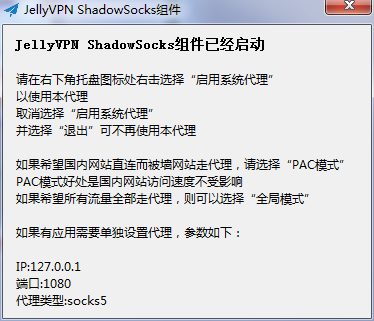 JellyVPN ShadowSocks组件
JellyVPN ShadowSocks组件已经启动
请在右下角托盘图标处右击选择“启用系统代理”
以使用本代理
取消选择“启用系统代理”
并选择“退出”可不再使用本代理
如果希望国内网站直连而被墙网站走代理，请选择“PAC模式”
PAC模式好处是国内网站访问速度不受影响
如果希望所有流量全部走代理，则可以选择“全局模式”
如果有应用需要单独设置代理，参数如下：
IP:127.0.0.1
端口:1080
代理类型:socks5